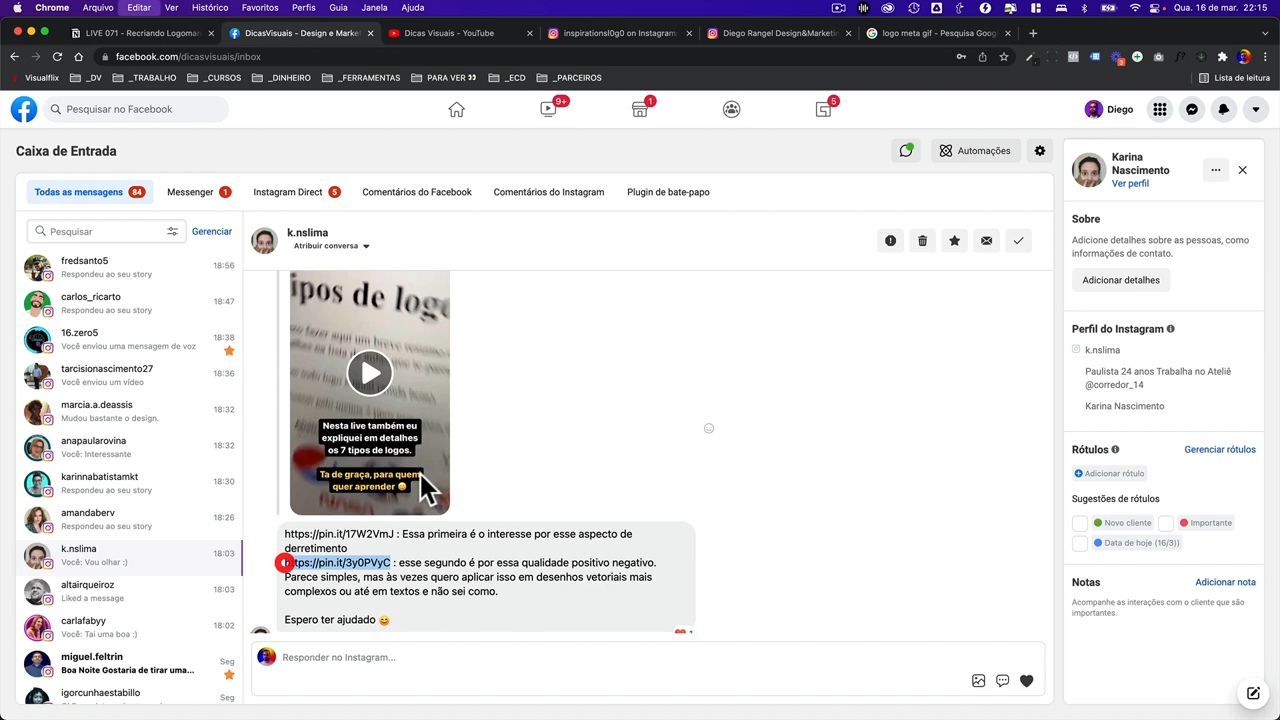 Chrome Arquivo Editar Ver Histórico Favoritos Perfis Guia Janela Ajuda Qua. 16 de mar. 22:15
LIVE 071 - Recriando Logomar
DicasVisuais - Design e Market
Dicas Visuais - YouTube
inspirationsl0g0 on Instagram:
Diego Rangel Design&Marketin
logo meta gif - Pesquisa Goog
facebook.com/dicasvisuais/inbox
Visualflix _DV _TRABALHO _CURSOS _DINHEIRO _FERRAMENTAS PARA VER _ECD _PARCEIROS Lista de leitura
Pesquisar no Facebook
9+
1
5
Diego
Caixa de Entrada
Automações
Todas as mensagens 84
Messenger 1
Instagram Direct 5
Comentários do Facebook
Comentários do Instagram
Plugin de bate-papo
Pesquisar
Gerenciar
fredsanto5
Respondeu ao seu story
18:56
carlos_ricarto
Respondeu ao seu story
18:47
16.zero5
Você enviou uma mensagem de voz
18:38
tarcisionascimento27
Você enviou um vídeo
18:36
marcia.a.deassis
Mudou bastante o design.
18:32
anapaularovina
Você: Interessante
18:32
karinnabatistamkt
Respondeu ao seu story
18:30
amandaberv
Respondeu ao seu story
18:26
k.nslima
Você: Vou olhar :)
18:03
altairqueiroz
Liked a message
18:03
carlafabyy
Você: Tai uma boa :)
18:02
miguel.feltrin
Boa Noite Gostaria de tirar uma...
Seg
igorcunhaestabillo
Seg
k.nslima
Atribuir conversa
ipos de logo
Nesta live também eu
expliquei em detalhes
os 7 tipos de logos.
Ta de graça, para quem
quer aprender
https://pin.it/17W2VmJ : Essa primeira é o interesse por esse aspecto de
derretimento
https://pin.it/3y0PVyC : esse segundo é por essa qualidade positivo negativo.
Parece simples, mas às vezes quero aplicar isso em desenhos vetoriais mais
complexos ou até em textos e não sei como.
Espero ter ajudado
1
Responder no Instagram...
Karina
Nascimento
Ver perfil
Sobre
Adicione detalhes sobre as pessoas, como
informações de contato.
Adicionar detalhes
Perfil do Instagram
k.nslima
Paulista 24 anos Trabalha no Ateliê
@corredor_14
Karina Nascimento
Rótulos
Gerenciar rótulos
Adicionar rótulo
Sugestões de rótulos
Novo cliente
Importante
Data de hoje (16/3))
Notas
Adicionar nota
Acompanhe as interações com o cliente que são
importantes.